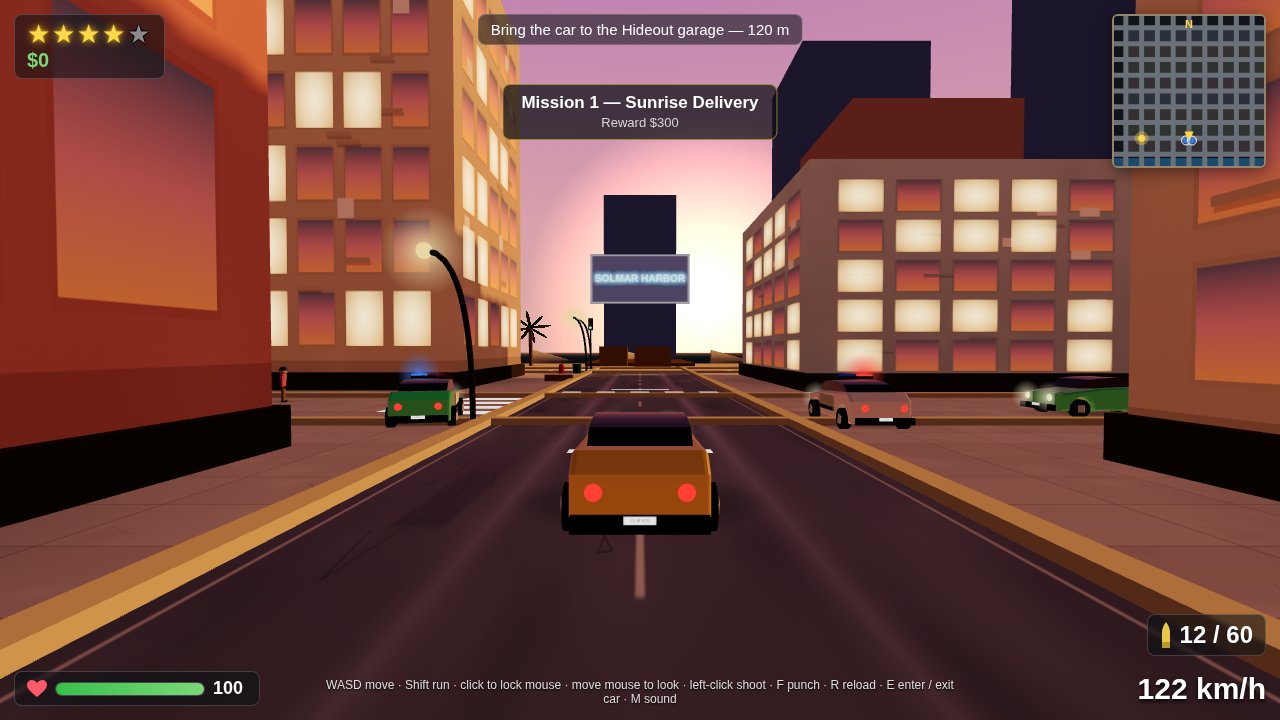 $0
Bring the car to the Hideout garage — 120 m
Mission 1 — Sunrise Delivery
Reward $300
N
SOLMAR HARBOR
12 / 60
100
WASD move · Shift run · click to lock mouse · move mouse to look · left-click shoot · F punch · R reload · E enter / exit
car · M sound
122 km/h